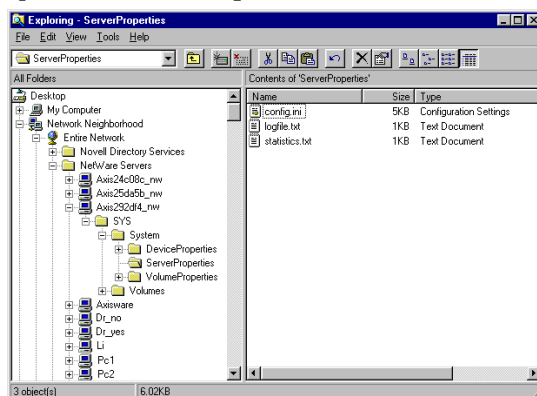 Exploring - ServerProperties
File Edit View Tools Help
ServerProperties
All Folders
Contents of 'ServerProperties'
Desktop
My Computer
Network Neighborhood
Entire Network
Novell Directory Services
NetWare Servers
Axis24c08c_nw
Axis25da5b_nw
Axis292df4_nw
SYS
System
DeviceProperties
ServerProperties
VolumeProperties
Volumes
Axisware
Dr_no
Dr_yes
Li
Pc1
Pc2
Name Size Type
config.ini 5KB Configuration Settings
logfile.txt 1KB Text Document
statistics.txt 1KB Text Document
3 object(s) 6.02KB